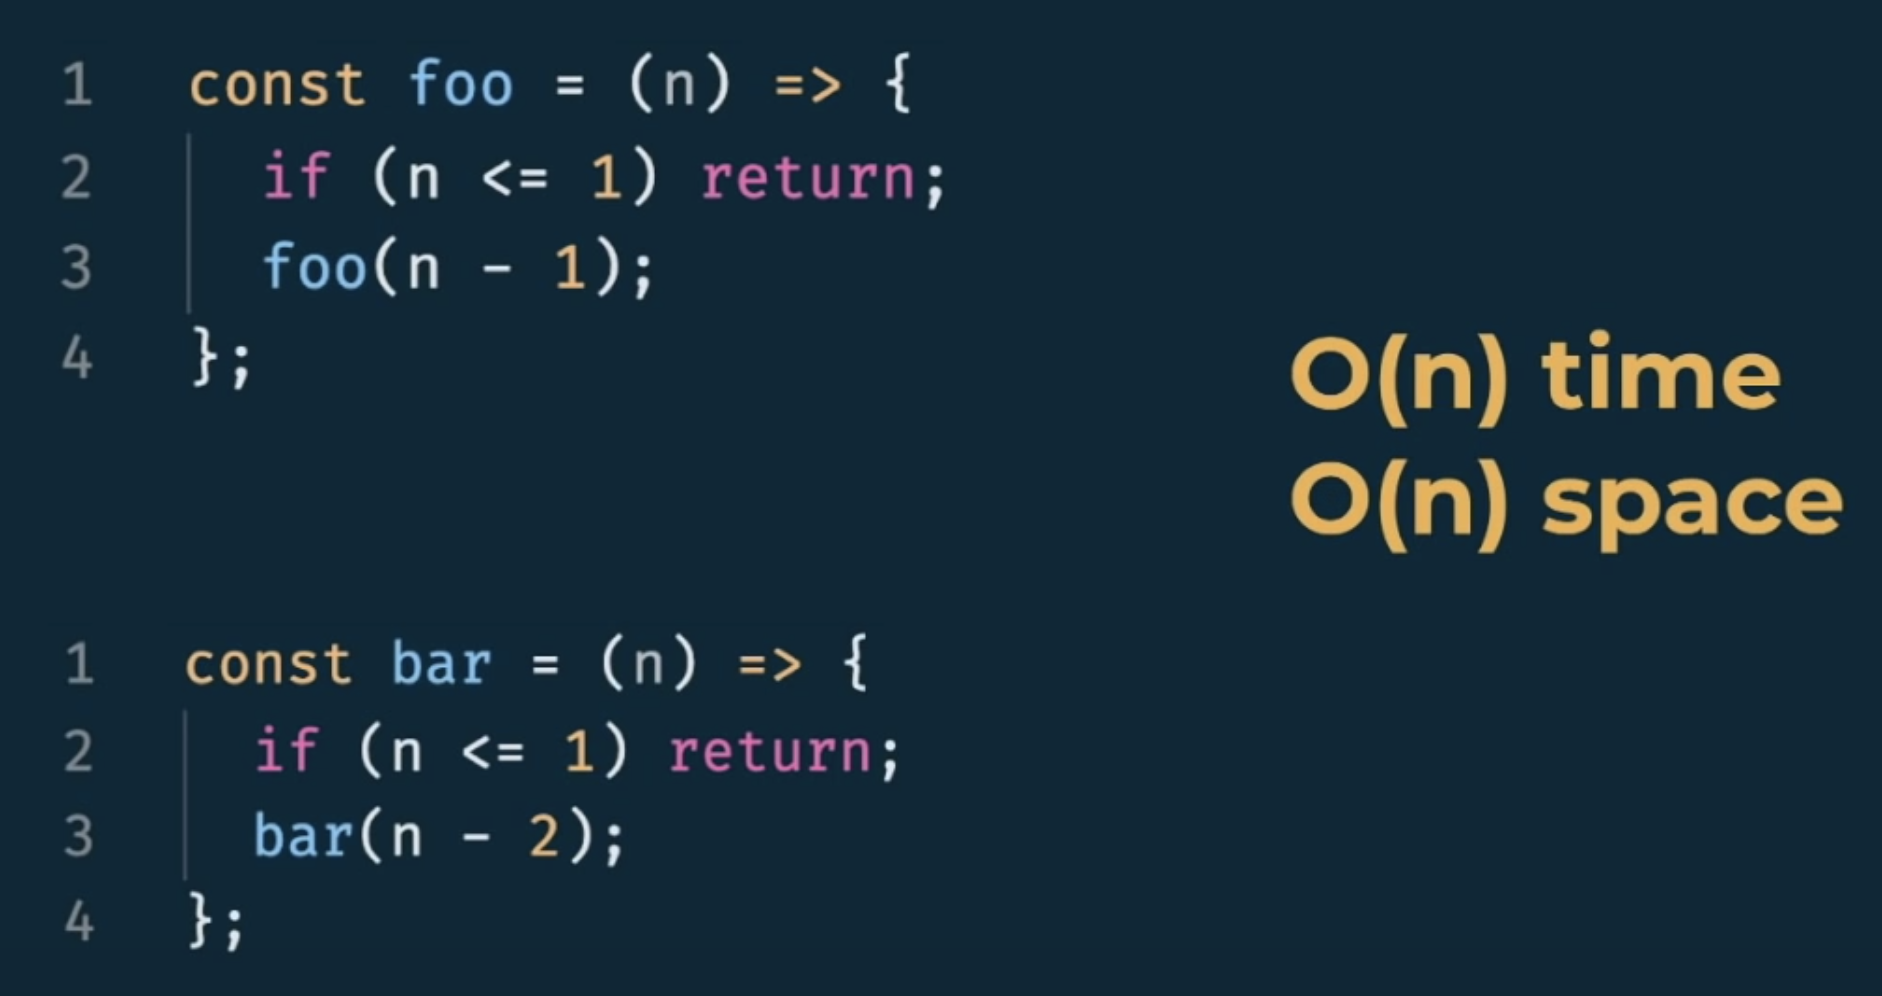 1 const foo = (n) => {
2 if (n <= 1) return;
3 foo(n - 1);
4 };
O(n) time
O(n) space
1 const bar = (n) => {
2 if (n <= 1) return;
3 bar(n - 2);
4 };